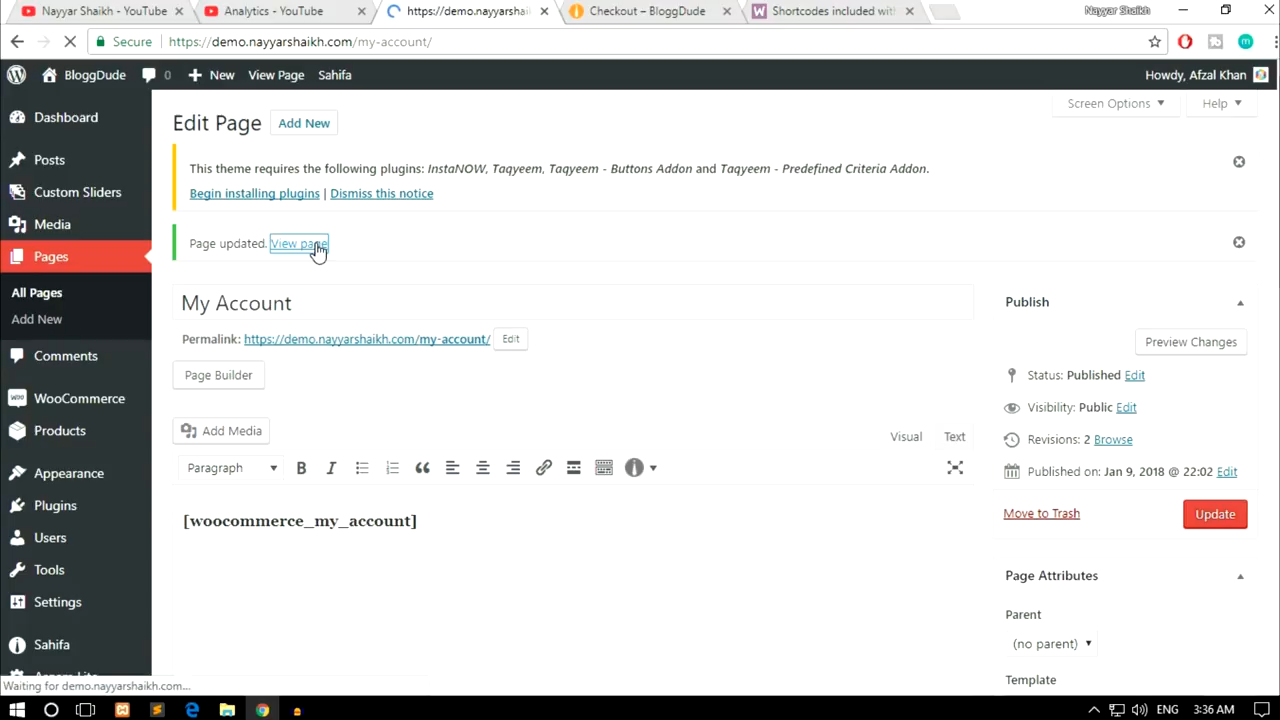 Nayyar Shaikh - YouTube
Analytics - YouTube
https://demo.nayyarshai
Checkout – BloggDude
Shortcodes included wit
Nayyar Shaikh
Secure
https://demo.nayyarshaikh.com/my-account/
BloggDude
0
New
View Page
Sahifa
Howdy, Afzal Khan
Dashboard
Posts
Custom Sliders
Media
Pages
All Pages
Add New
Comments
WooCommerce
Products
Appearance
Plugins
Users
Tools
Settings
Sahifa
Screen Options
Help
Edit Page
Add New
This theme requires the following plugins: InstaNOW, Taqyeem, Taqyeem - Buttons Addon and Taqyeem - Predefined Criteria Addon.
Begin installing plugins | Dismiss this notice
Page updated. View page
My Account
Permalink: https://demo.nayyarshaikh.com/my-account/ Edit
Page Builder
Add Media
Visual
Text
Paragraph
[woocommerce_my_account]
Publish
Preview Changes
Status: Published Edit
Visibility: Public Edit
Revisions: 2 Browse
Published on: Jan 9, 2018 @ 22:02 Edit
Move to Trash
Update
Page Attributes
Parent
(no parent)
Template
Waiting for demo.nayyarshaikh.com...
ENG
3:36 AM